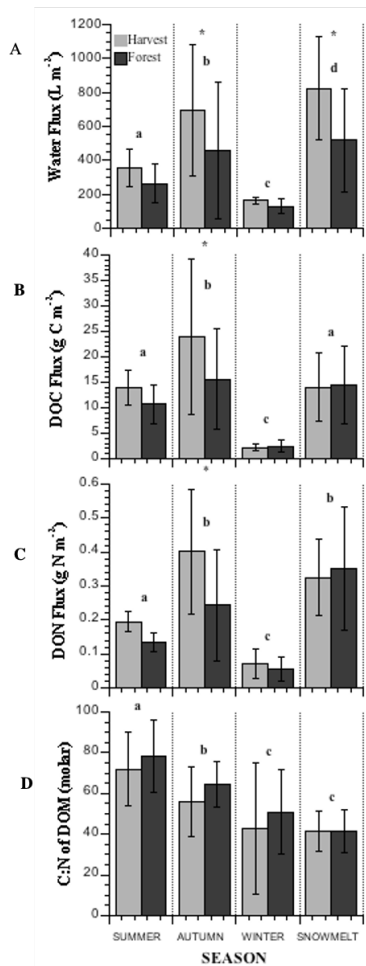 A
Water Flux (L m-2)
1200
1000
800
600
400
200
0
Harvest
Forest
a
*
b
c
*
d
B
DOC Flux (g C m-2)
40
35
30
25
20
15
10
5
0
a
*
b
c
a
C
DON Flux (g N m-2)
0.6
0.5
0.4
0.3
0.2
0.1
0
a
*
b
c
b
D
C:N of DOM (molar)
100
80
60
40
20
0
a
b
c
c
SUMMER AUTUMN WINTER SNOWMELT
SEASON